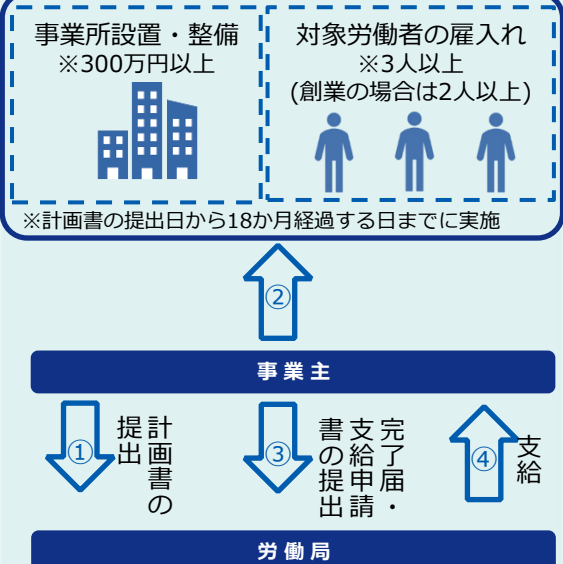 事業所設置・整備
※300万円以上
対象労働者の雇入れ
※3人以上
(創業の場合は2人以上)
※計画書の提出日から18か月経過する日までに実施
②
事業主
①
計画書の
提出
③
完了届・
支給申請
書の提出
④
支給
労働局